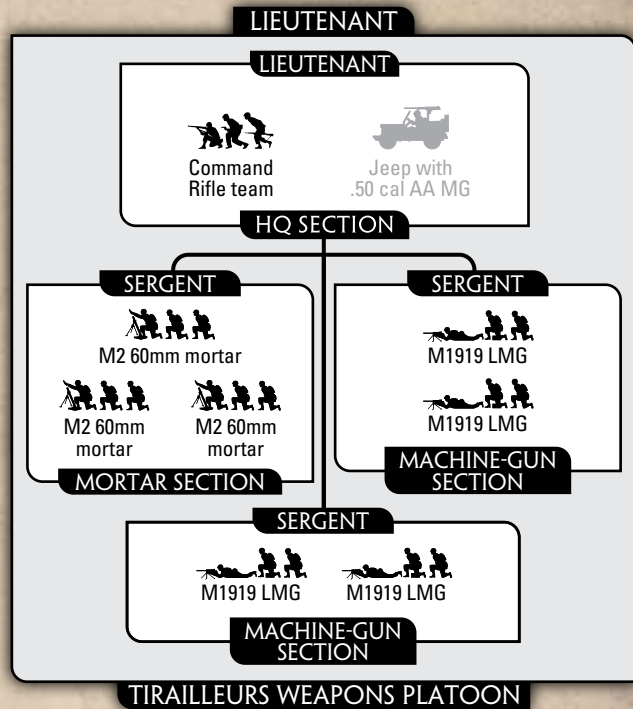 LIEUTENANT
LIEUTENANT
Command
Rifle team
Jeep with
.50 cal AA MG
HQ SECTION
SERGENT
M2 60mm mortar
M2 60mm
mortar
M2 60mm
mortar
MORTAR SECTION
SERGENT
M1919 LMG
M1919 LMG
MACHINE-GUN
SECTION
SERGENT
M1919 LMG
M1919 LMG
MACHINE-GUN
SECTION
TIRAILLEURS WEAPONS PLATOON